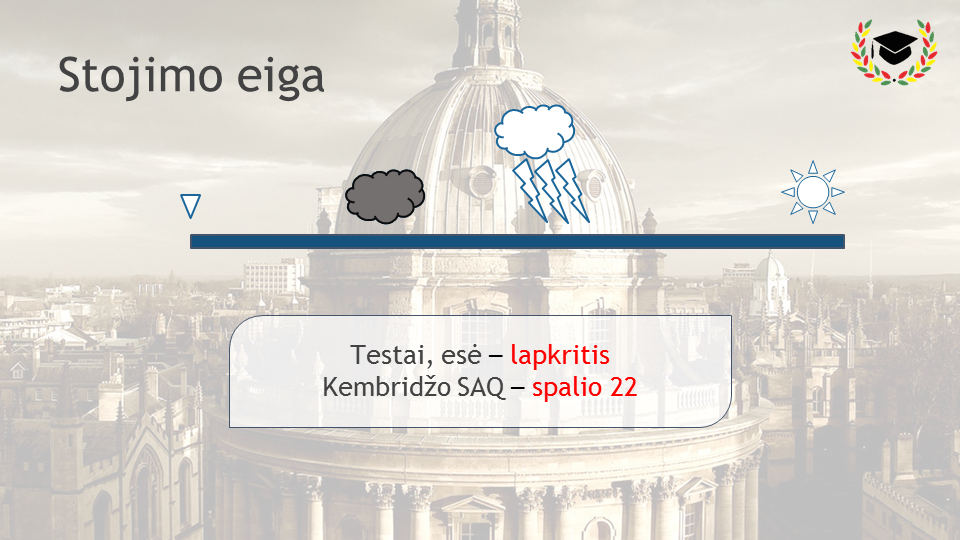 Stojimo eiga
Testai, esė – lapkritis
Kembridžo SAQ – spalio 22